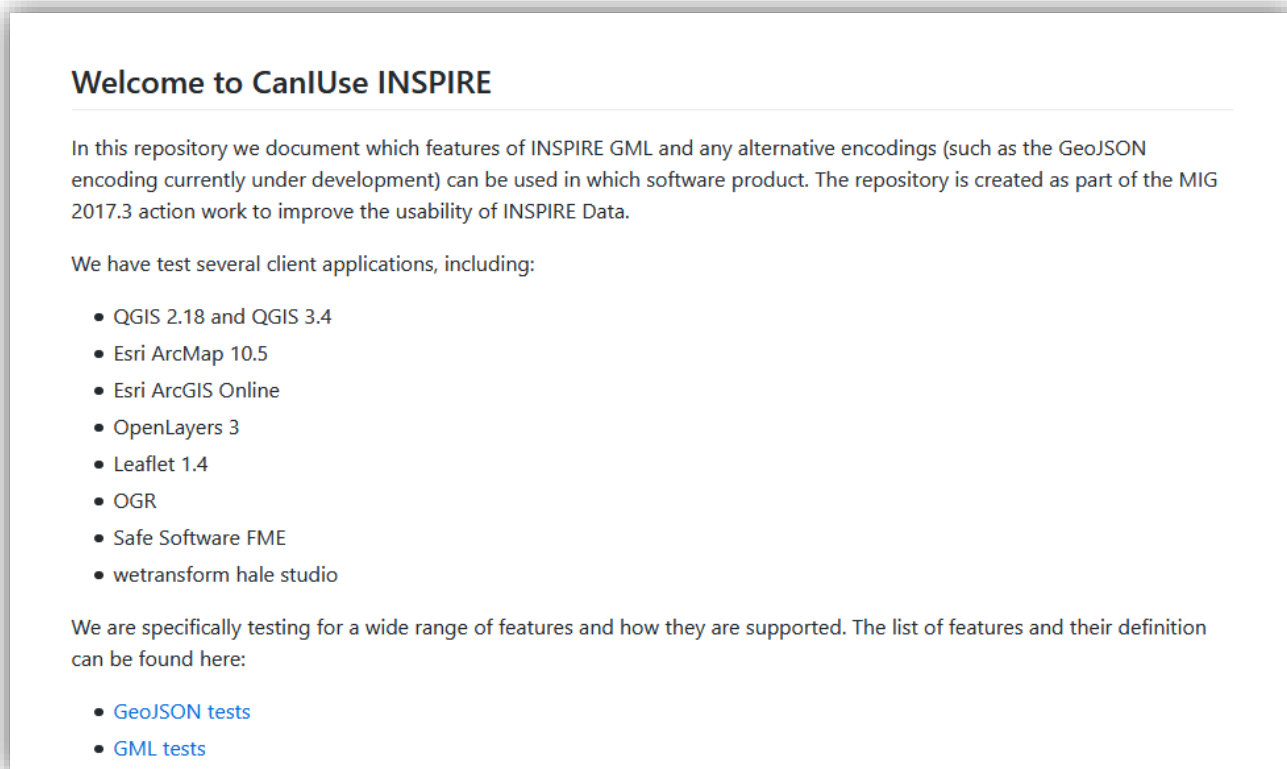 Welcome to CanIUse INSPIRE
In this repository we document which features of INSPIRE GML and any alternative encodings (such as the GeoJSON
encoding currently under development) can be used in which software product. The repository is created as part of the MIG
2017.3 action work to improve the usability of INSPIRE Data.
We have test several client applications, including:
• QGIS 2.18 and QGIS 3.4
• Esri ArcMap 10.5
• Esri ArcGIS Online
• OpenLayers 3
• Leaflet 1.4
• OGR
• Safe Software FME
• wetransform hale studio
We are specifically testing for a wide range of features and how they are supported. The list of features and their definition
can be found here:
• GeoJSON tests
• GML tests